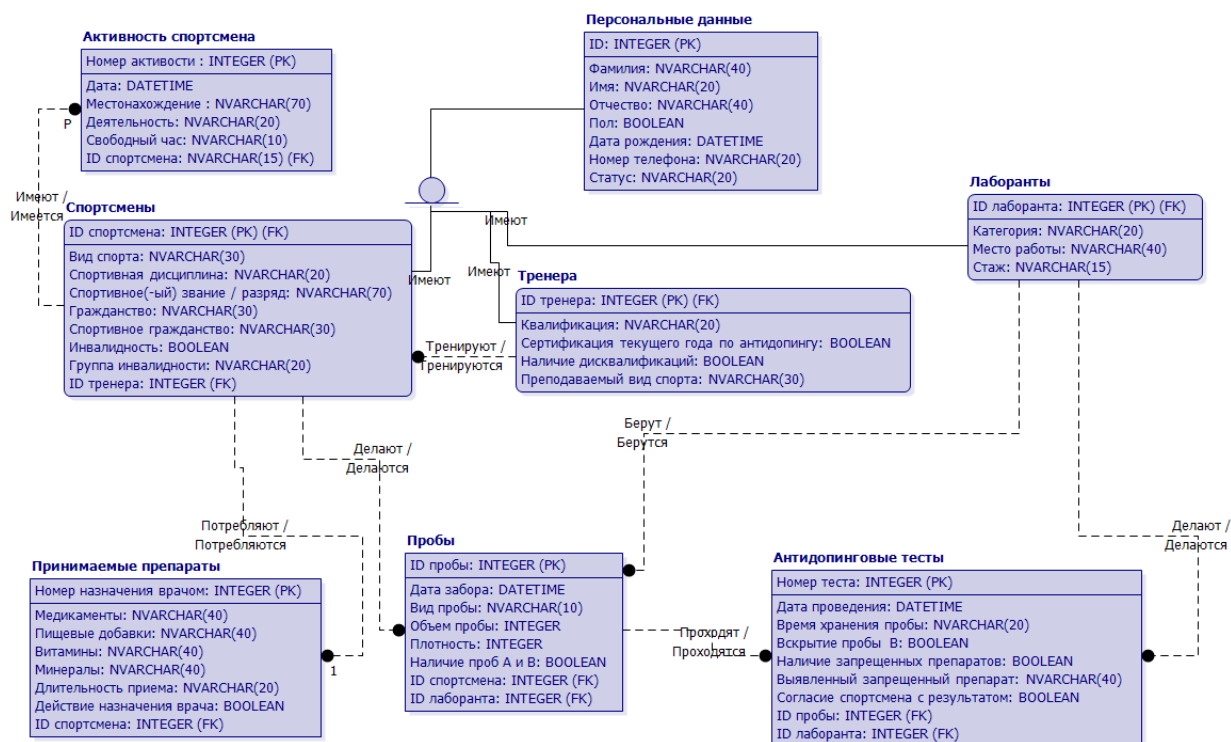 Персональные данные
ID: INTEGER (PK)
Фамилия: NVARCHAR(40)
Имя: NVARCHAR(20)
Отчество: NVARCHAR(40)
Пол: BOOLEAN
Дата рождения: DATETIME
Номер телефона: NVARCHAR(20)
Статус: NVARCHAR(20)
Активность спортсмена
Номер активости : INTEGER (PK)
Дата: DATETIME
Местонахождение : NVARCHAR(70)
Деятельность: NVARCHAR(20)
Свободный час: NVARCHAR(10)
ID спортсмена: NVARCHAR(15) (FK)
P
Имеют /
Имеется
Спортсмены
ID спортсмена: INTEGER (PK) (FK)
Вид спорта: NVARCHAR(30)
Спортивная дисциплина: NVARCHAR(20)
Спортивное(-ый) звание / разряд: NVARCHAR(70)
Гражданство: NVARCHAR(30)
Спортивное гражданство: NVARCHAR(30)
Инвалидность: BOOLEAN
Группа инвалидности: NVARCHAR(20)
ID тренера: INTEGER (FK)
Имеют
Имеют
Имеют
Тренера
ID тренера: INTEGER (PK) (FK)
Квалификация: NVARCHAR(20)
Сертификация текущего года по антидопингу: BOOLEAN
Наличие дисквалификаций: BOOLEAN
Преподаваемый вид спорта: NVARCHAR(30)
Тренируют /
Тренируются
Лаборанты
ID лаборанта: INTEGER (PK) (FK)
Категория: NVARCHAR(20)
Место работы: NVARCHAR(40)
Стаж: NVARCHAR(15)
Берут /
Берутся
Делают /
Делаются
Делают /
Делаются
Потребляют /
Потребляются
Принимаемые препараты
Номер назначения врачом: INTEGER (PK)
Медикаменты: NVARCHAR(40)
Пищевые добавки: NVARCHAR(40)
Витамины: NVARCHAR(40)
Минералы: NVARCHAR(40)
Длительность приема: NVARCHAR(20)
Действие назначения врача: BOOLEAN
ID спортсмена: INTEGER (FK)
1
Пробы
ID пробы: INTEGER (PK)
Дата забора: DATETIME
Вид пробы: NVARCHAR(10)
Объем пробы: INTEGER
Плотность: INTEGER
Наличие проб А и В: BOOLEAN
ID спортсмена: INTEGER (FK)
ID лаборанта: INTEGER (FK)
Проходят /
Проходятся
Антидопинговые тесты
Номер теста: INTEGER (PK)
Дата проведения: DATETIME
Время хранения пробы: NVARCHAR(20)
Вскрытие пробы В: BOOLEAN
Наличие запрещенных препаратов: BOOLEAN
Выявленный запрещенный препарат: NVARCHAR(40)
Согласие спортсмена с результатом: BOOLEAN
ID пробы: INTEGER (FK)
ID лаборанта: INTEGER (FK)